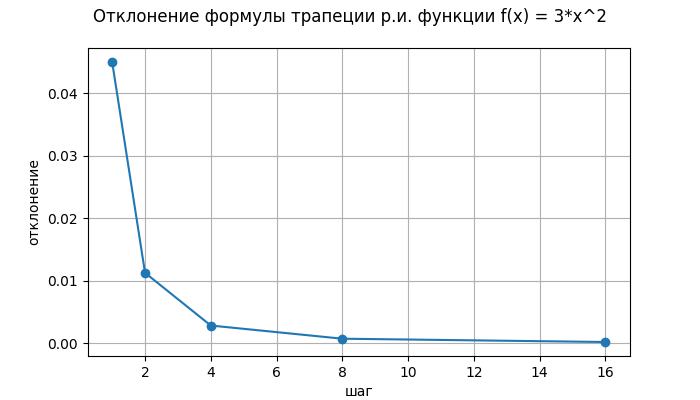 Отклонение формулы трапеции р.и. функции f(x) = 3*x^2
0.04
0.03
0.02
0.01
0.00
отклонение
2 4 6 8 10 12 14 16
шаг